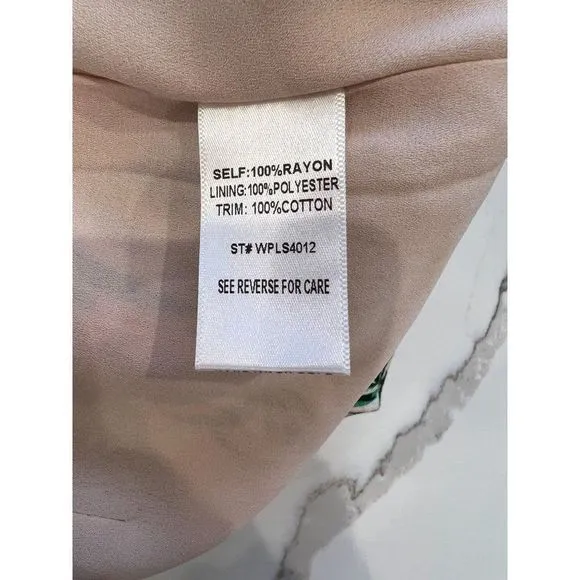 SELF:100%RAYON
LINING:100%POLYESTER
TRIM: 100%COTTON
ST# WPLS4012
SEE REVERSE FOR CARE